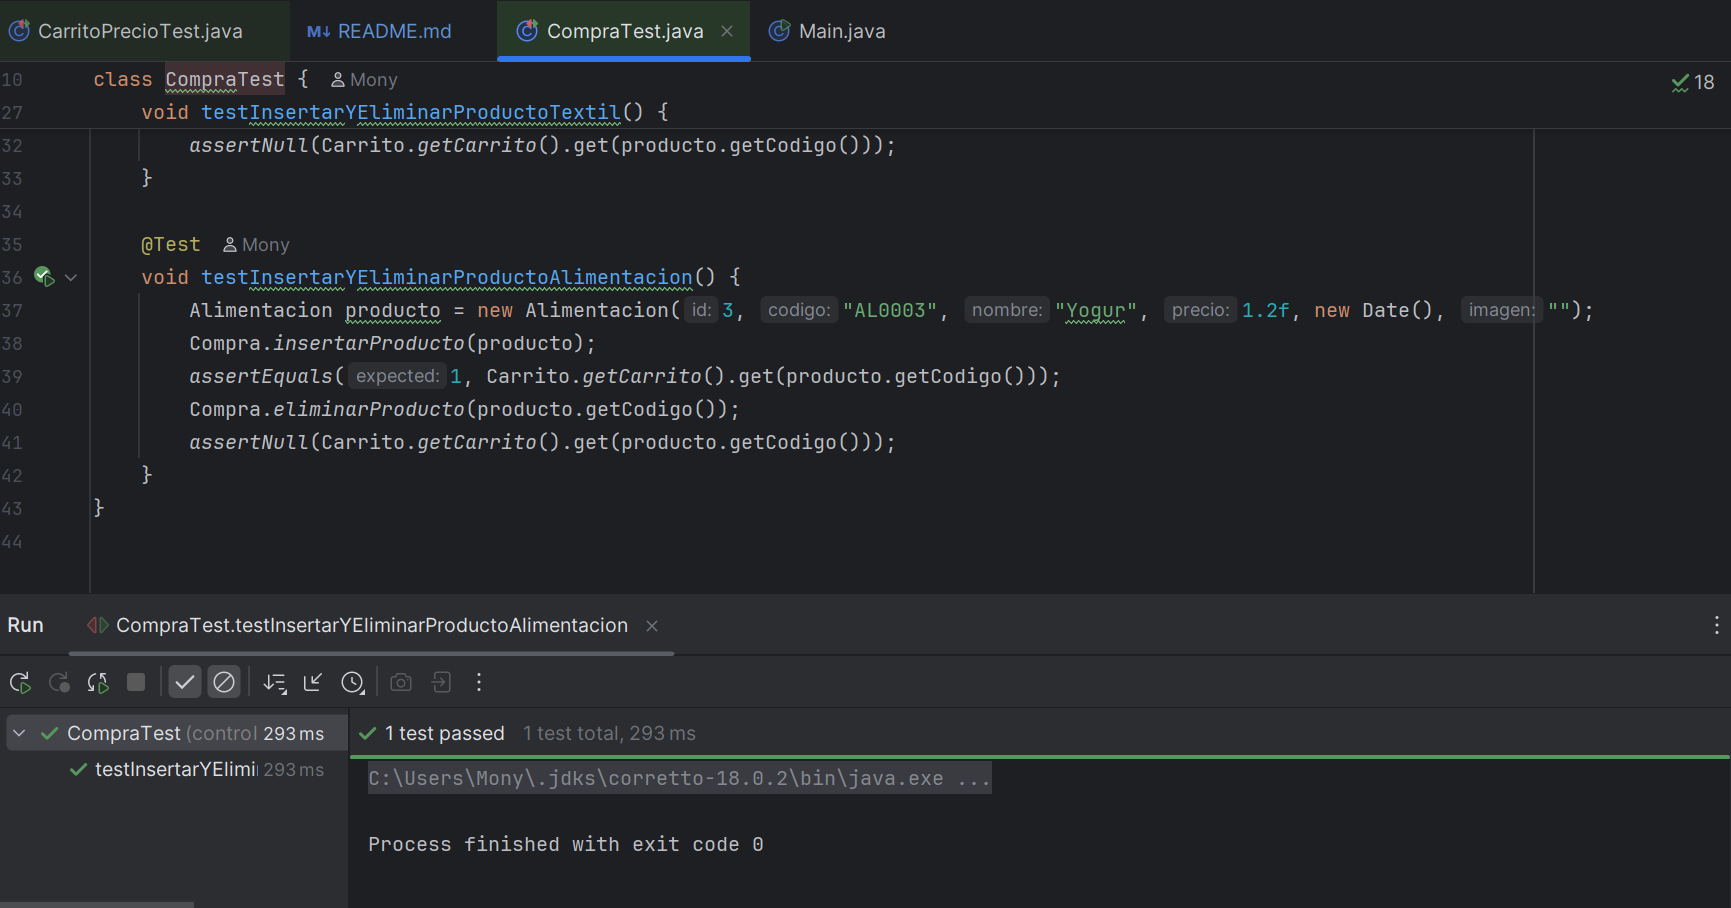 CarritoPrecioTest.java M↓ README.md CompraTest.java Main.java
10 class CompraTest { Mony 18
27 void testInsertarYEliminarProductoTextil() {
32 assertNull(Carrito.getCarrito().get(producto.getCodigo()));
33 }
34
35 @Test Mony
36 void testInsertarYEliminarProductoAlimentacion() {
37 Alimentacion producto = new Alimentacion( id: 3, codigo: "AL0003", nombre: "Yogur", precio: 1.2f, new Date(), imagen: "");
38 Compra.insertarProducto(producto);
39 assertEquals( expected: 1, Carrito.getCarrito().get(producto.getCodigo()));
40 Compra.eliminarProducto(producto.getCodigo());
41 assertNull(Carrito.getCarrito().get(producto.getCodigo()));
42 }
43 }
44
Run CompraTest.testInsertarYEliminarProductoAlimentacion
CompraTest (control 293 ms
testInsertarYElimi 293 ms
1 test passed 1 test total, 293 ms
C:\Users\Mony\.jdks\corretto-18.0.2\bin\java.exe ...
Process finished with exit code 0